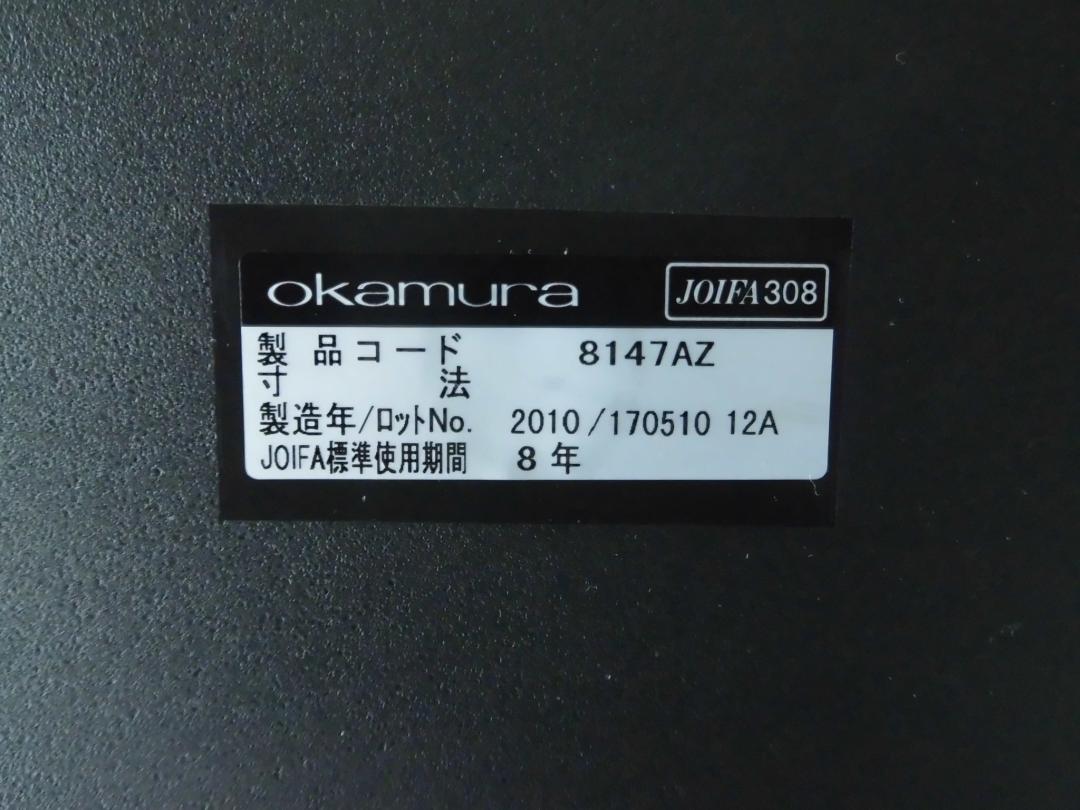 okamura JOIFA308
製品コード 8147AZ
寸法
製造年/ロットNo. 2010/170510 12A
JOIFA標準使用期間 8年